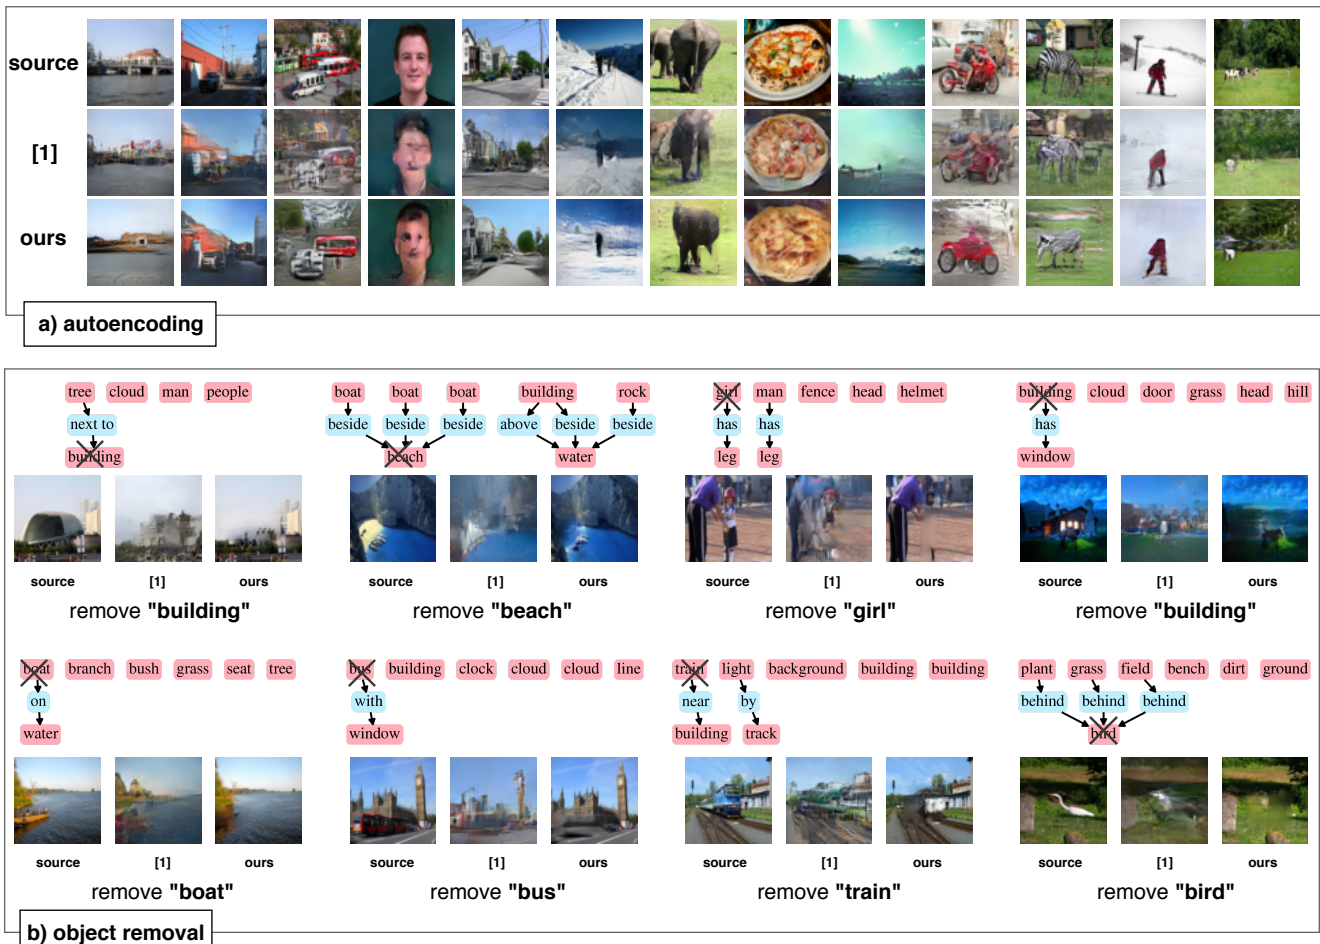 source
[1]
ours
a) autoencoding
tree cloud man people
next to
building
source [1] ours
remove "building"
boat boat boat building rock
beside beside beside above beside beside
beach water
source [1] ours
remove "beach"
girl man fence head helmet
has has
leg leg
source [1] ours
remove "girl"
building cloud door grass head hill
has
window
source [1] ours
remove "building"
boat branch bush grass seat tree
on
water
source [1] ours
remove "boat"
bus building clock cloud cloud line
with
window
source [1] ours
remove "bus"
train light background building building
near by
building track
source [1] ours
remove "train"
plant grass field bench dirt ground
behind behind behind
bird
source [1] ours
remove "bird"
b) object removal